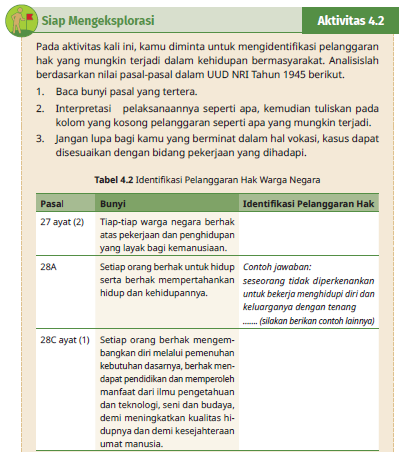 Siap Mengeksplorasi
Aktivitas 4.2
Pada aktivitas kali ini, kamu diminta untuk mengidentifikasi pelanggaran
hak yang mungkin terjadi dalam kehidupan bermasyarakat. Analisislah
berdasarkan nilai pasal-pasal dalam UUD NRI Tahun 1945 berikut.
1. Baca bunyi pasal yang tertera.
2. Interpretasi pelaksanaannya seperti apa, kemudian tuliskan pada
kolom yang kosong pelanggaran seperti apa yang mungkin terjadi.
3. Jangan lupa bagi kamu yang berminat dalam hal vokasi, kasus dapat
disesuaikan dengan bidang pekerjaan yang dihadapi.
Tabel 4.2 Identifikasi Pelanggaran Hak Warga Negara
Pasal
Bunyi
Identifikasi Pelanggaran Hak
27 ayat (2)
Tiap-tiap warga negara berhak
atas pekerjaan dan penghidupan
yang layak bagi kemanusiaan.
28A
Setiap orang berhak untuk hidup
serta berhak mempertahankan
hidup dan kehidupannya.
Contoh jawaban:
seseorang tidak diperkenankan
untuk bekerja menghidupi diri dan
keluarganya dengan tenang
....... (silakan berikan contoh lainnya)
28C ayat (1)
Setiap orang berhak mengem-
bangkan diri melalui pemenuhan
kebutuhan dasarnya, berhak men-
dapat pendidikan dan memperoleh
manfaat dari ilmu pengetahuan
dan teknologi, seni dan budaya,
demi meningkatkan kualitas hi-
dupnya dan demi kesejahteraan
umat manusia.